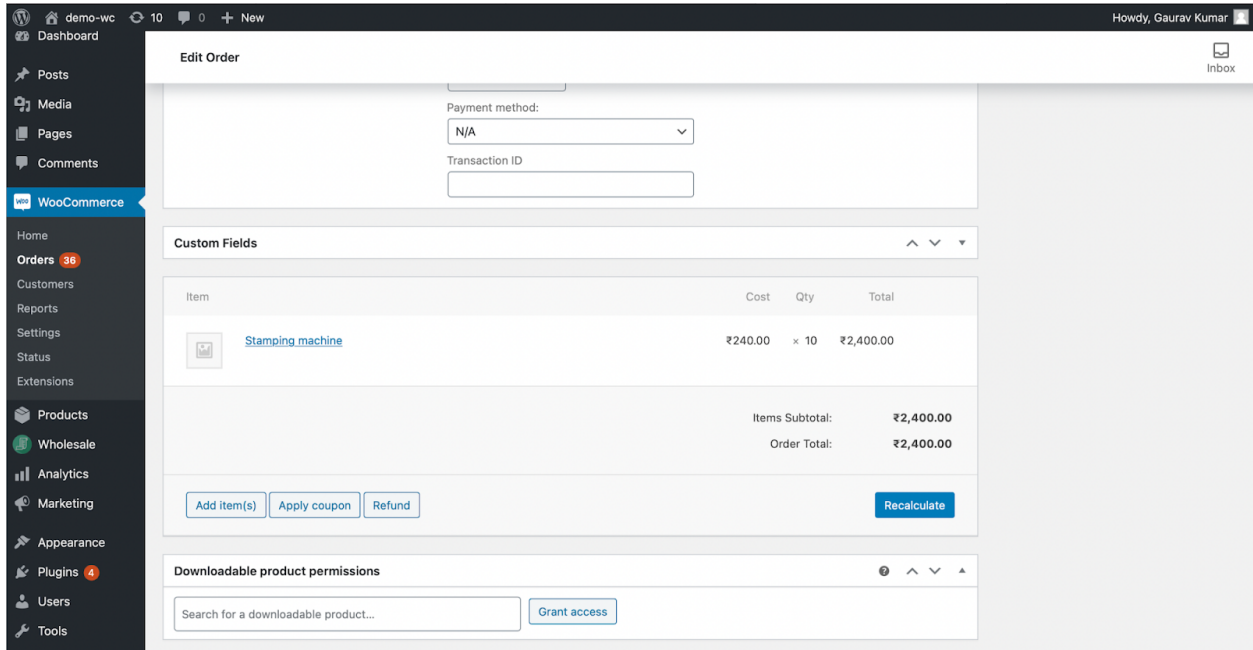 demo-wc 10 0 + New Howdy, Gaurav Kumar
Dashboard
Edit Order
Inbox
Posts
Media
Pages
Comments
WOO WooCommerce
Home
Orders 36
Customers
Reports
Settings
Status
Extensions
Products
Wholesale
Analytics
Marketing
Appearance
Plugins 4
Users
Tools
Payment method:
N/A
Transaction ID
Custom Fields
Item Cost Qty Total
Stamping machine ₹240.00 × 10 ₹2,400.00
Items Subtotal: ₹2,400.00
Order Total: ₹2,400.00
Add item(s) Apply coupon Refund Recalculate
Downloadable product permissions
Search for a downloadable product... Grant access